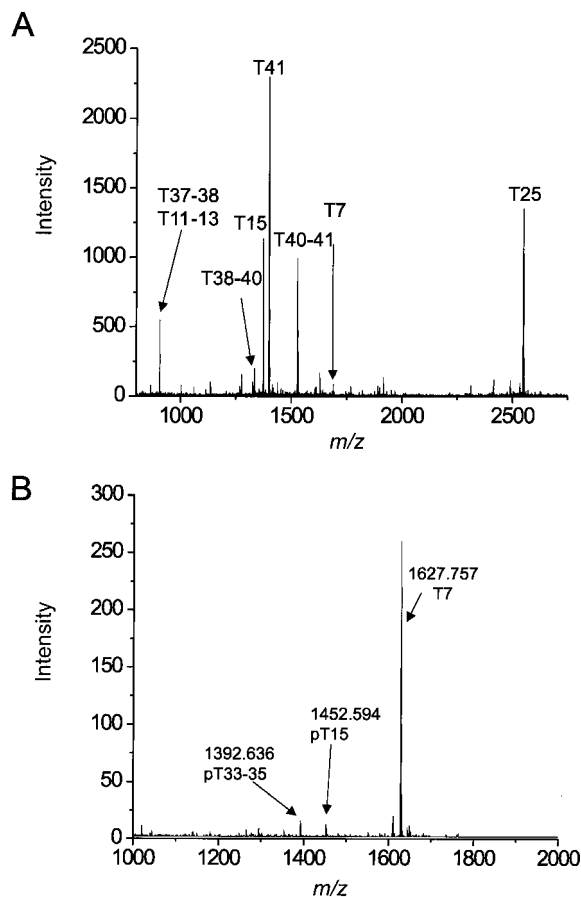 A
2500
T41
2000
T37-38
T11-13
1500
T15
T7
T25
Intensity
1000
T40-41
T38-40
500
0
1000
1500
2000
2500
m/z
B
300
250
1627.757
T7
200
Intensity
150
1452.594
pT15
100
1392.636
pT33-35
50
0
1000
1200
1400
1600
1800
2000
m/z